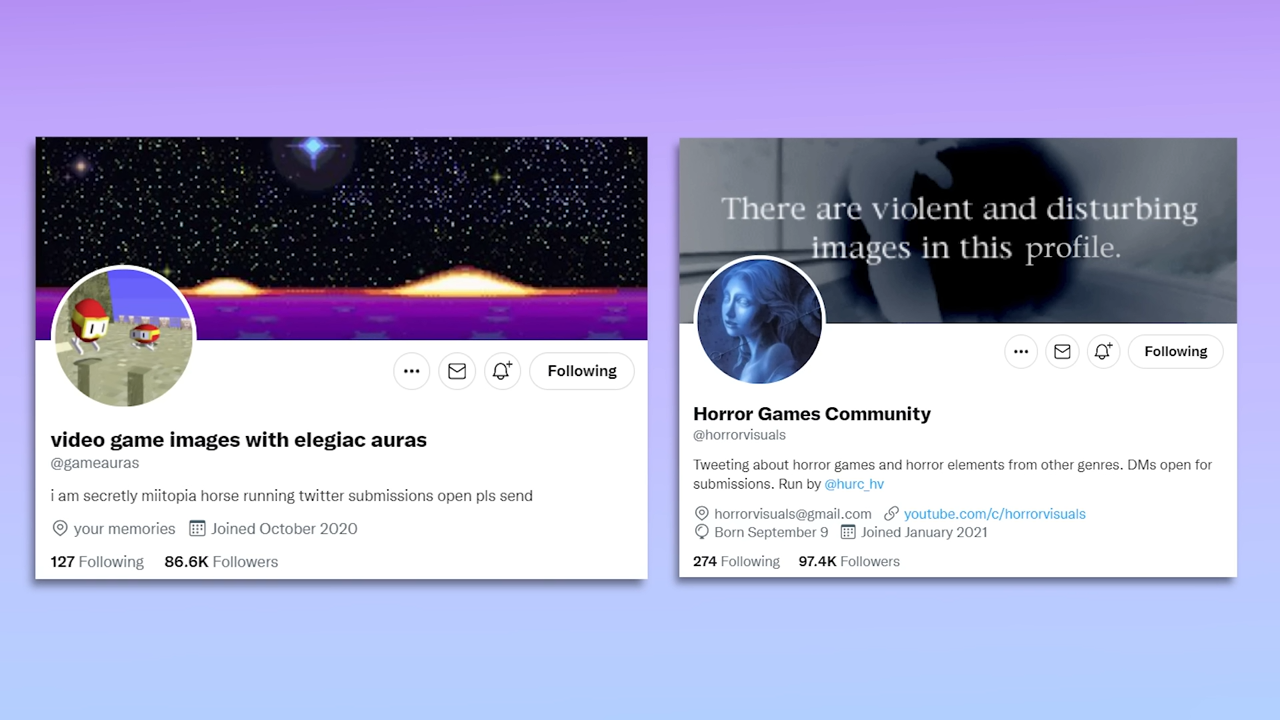 video game images with elegiac auras
@gameauras
i am secretly miitopia horse running twitter submissions open pls send
your memories Joined October 2020
127 Following 86.6K Followers
Following
There are violent and disturbing
images in this profile.
Following
Horror Games Community
@horrorvisuals
Tweeting about horror games and horror elements from other genres. DMs open for
submissions. Run by @hurc_hv
horrorvisuals@gmail.com youtube.com/c/horrorvisuals
Born September 9 Joined January 2021
274 Following 97.4K Followers